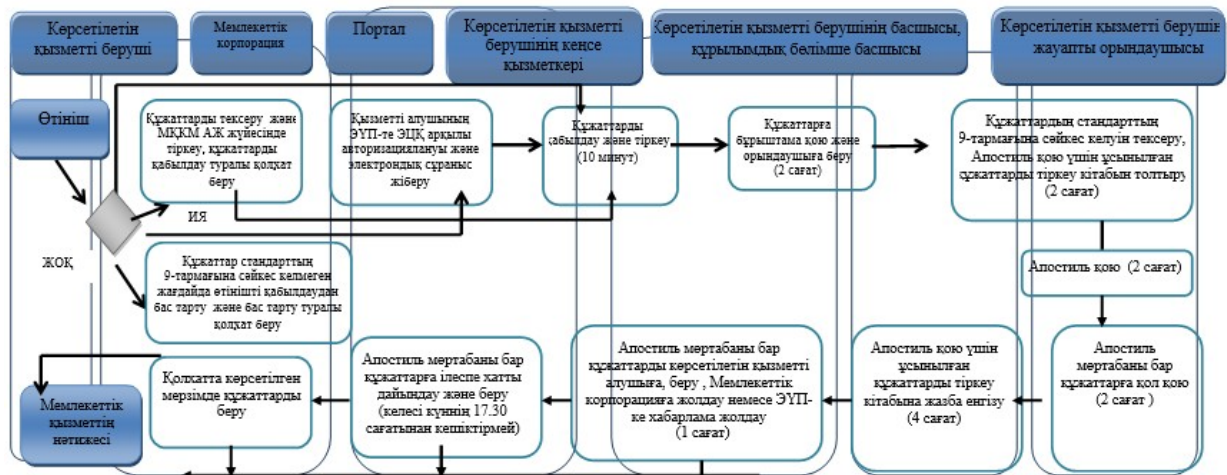 Көрсетілетін
қызметті беруші
Мемлекеттік
корпорация
Портал
Көрсетілетін қызметті
берушінің кеңсе
қызметкері
Көрсетілетін қызметті берушінің басшысы,
құрылымдық бөлімше басшысы
Көрсетілетін қызметті берушінің
жауапты орындаушысы
Өтініш
Құжаттарды тексеру және
МҚКМ АЖ жүйесінде
тіркеу, құжаттарды
қабылдау туралы қолхат
беру
Қызметті алушының
ЭҮП-те ЭЦҚ арқылы
авторизациялануы және
электрондық сұраныс
жіберу
Құжаттарды
қабылдау және тіркеу
(10 минут)
Құжаттарға
бұрыштама қою және
орындаушыға беру
(2 сағат)
Құжаттардың стандарттың
9-тармағына сәйкес келуін тексеру,
Апостиль қою үшін ұсынылған
құжаттарды тіркеу кітабын толтыру
(2 сағат)
ИЯ
ЖОҚ
Құжаттар стандарттың
9-тармағына сәйкес келмеген
жағдайда өтінішті қабылдаудан
бас тарту және бас тарту туралы
қолхат беру
Апостиль қою (2 сағат)
Мемлекеттік
қызметтің
нәтижесі
Қолхатта көрсетілген
мерзімде құжаттарды
беру
Апостиль мөртабаны бар
құжаттарға ілеспе хатты
дайындау және беру
(келесі күннің 17.30
сағатынан кешіктірмей)
Апостиль мөртабаны бар
құжаттарды көрсетілетін қызметті
алушыға, беру , Мемлекеттік
корпорацияға жолдау немесе ЭҮП-
ке хабарлама жолдау
(1 сағат)
Апостиль қою үшін
ұсынылған
құжаттарды тіркеу
кітабына жазба енгізу
(4 сағат)
Апостиль
мөртабаны бар
құжаттарға қол қою
(2 сағат )